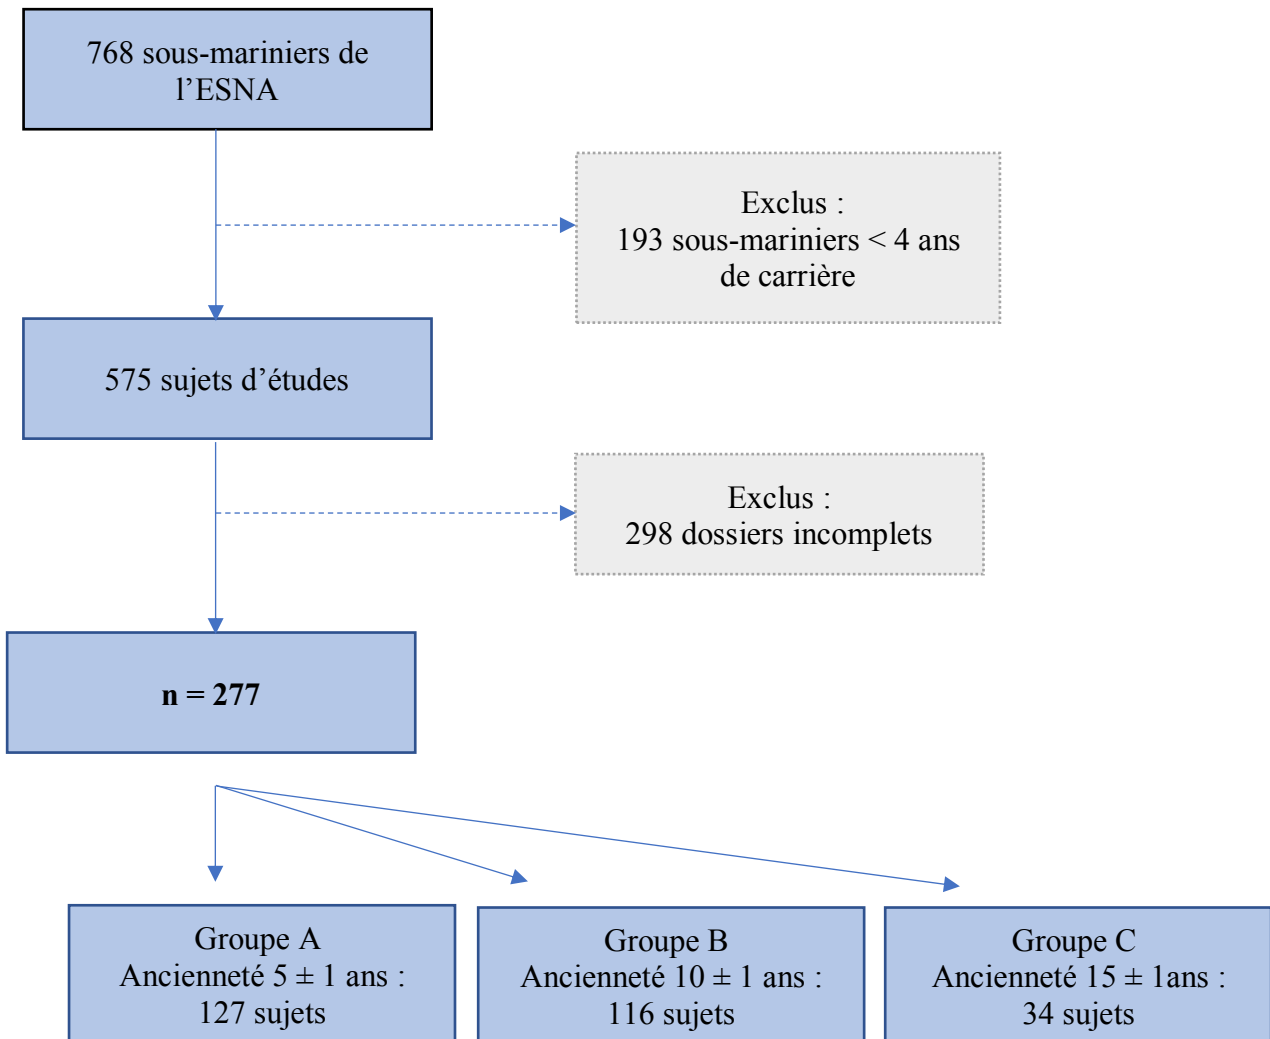 768 sous-mariniers de
l’ESNA
Exclus :
193 sous-mariniers < 4 ans
de carrière
575 sujets d’études
Exclus :
298 dossiers incomplets
n = 277
Groupe A
Ancienneté 5 ± 1 ans :
127 sujets
Groupe B
Ancienneté 10 ± 1 ans :
116 sujets
Groupe C
Ancienneté 15 ± 1ans :
34 sujets